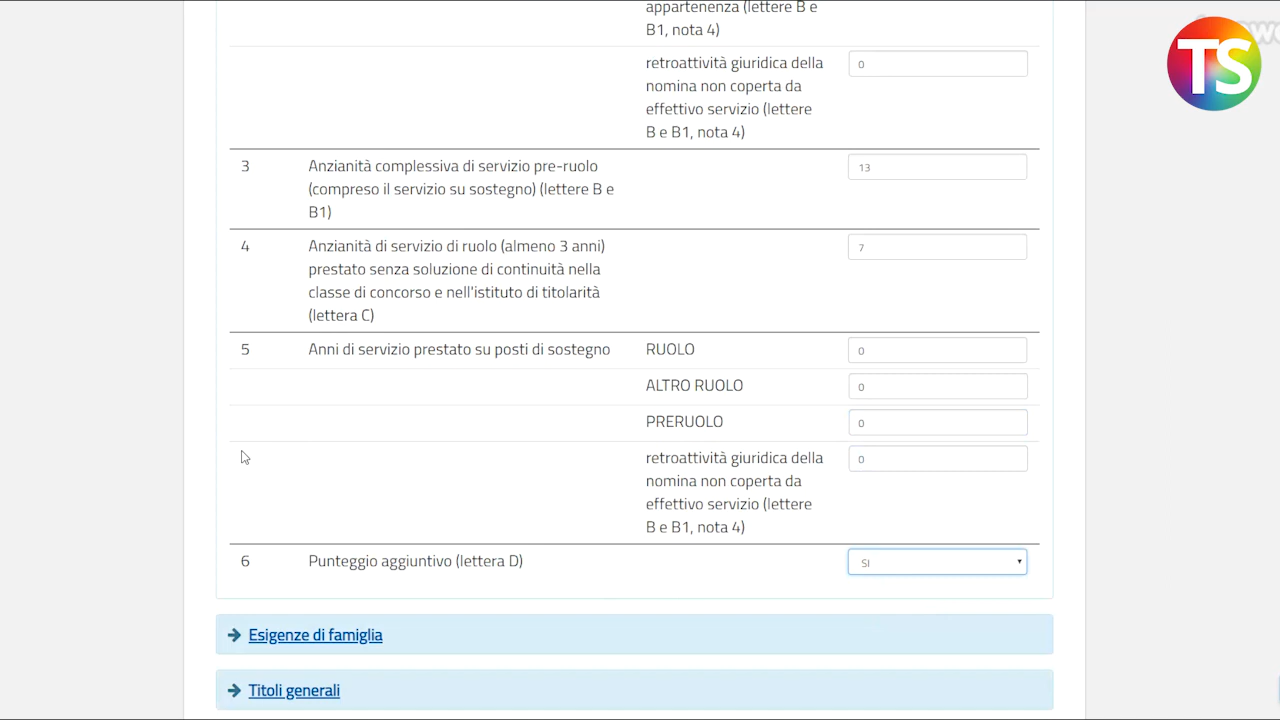 appartenenza (lettere B e
B1, nota 4)
retroattività giuridica della
nomina non coperta da
effettivo servizio (lettere
B e B1, nota 4)
0
3
Anzianità complessiva di servizio pre-ruolo
(compreso il servizio su sostegno) (lettere B e
B1)
13
4
Anzianità di servizio di ruolo (almeno 3 anni)
prestato senza soluzione di continuità nella
classe di concorso e nell'istituto di titolarità
(lettera C)
7
5
Anni di servizio prestato su posti di sostegno
RUOLO
0
ALTRO RUOLO
0
PRERUOLO
0
retroattività giuridica della
nomina non coperta da
effettivo servizio (lettere
B e B1, nota 4)
0
6
Punteggio aggiuntivo (lettera D)
SI
Esigenze di famiglia
Titoli generali
TS